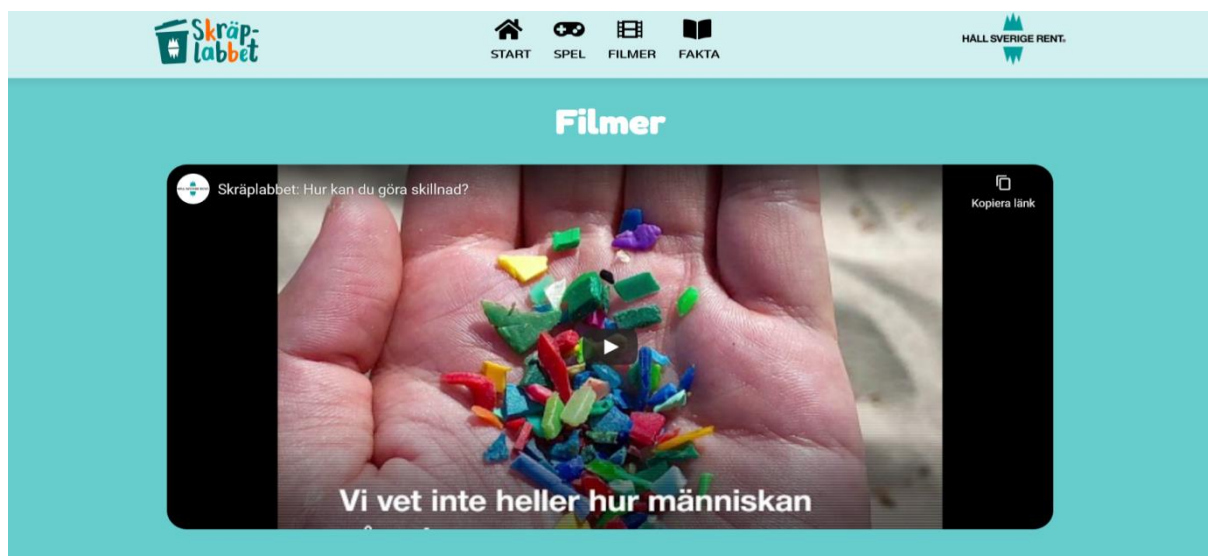 Skräp-
labbet
START SPEL FILMER FAKTA
HÅLL SVERIGE RENT
Filmer
Skräplabbet: Hur kan du göra skillnad?
Kopiera länk
Vi vet inte heller hur människan